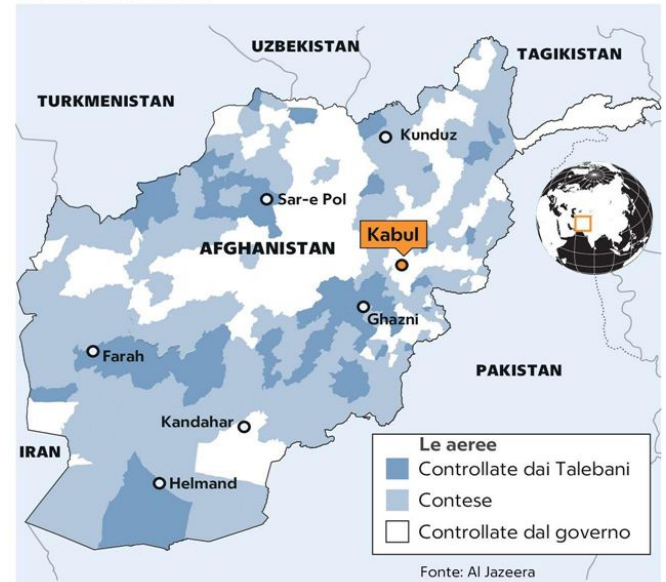 UZBEKISTAN
TAGIKISTAN
TURKMENISTAN
Kunduz
Sar-e Pol
AFGHANISTAN
Kabul
Ghazni
Farah
PAKISTAN
Kandahar
IRAN
Helmand
Le aeree
Controllate dai Talebani
Contese
Controllate dal governo
Fonte: Al Jazeera